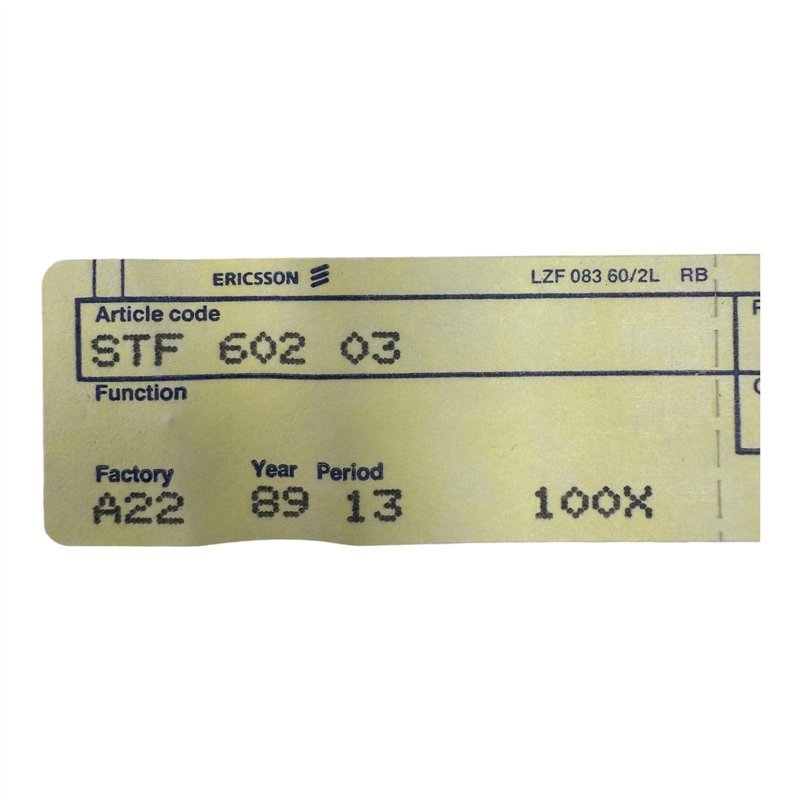 ERICSSON LZF 083 60/2L RB
Article code
STF 602 03
Function
Factory Year Period
A22 89 13 100X